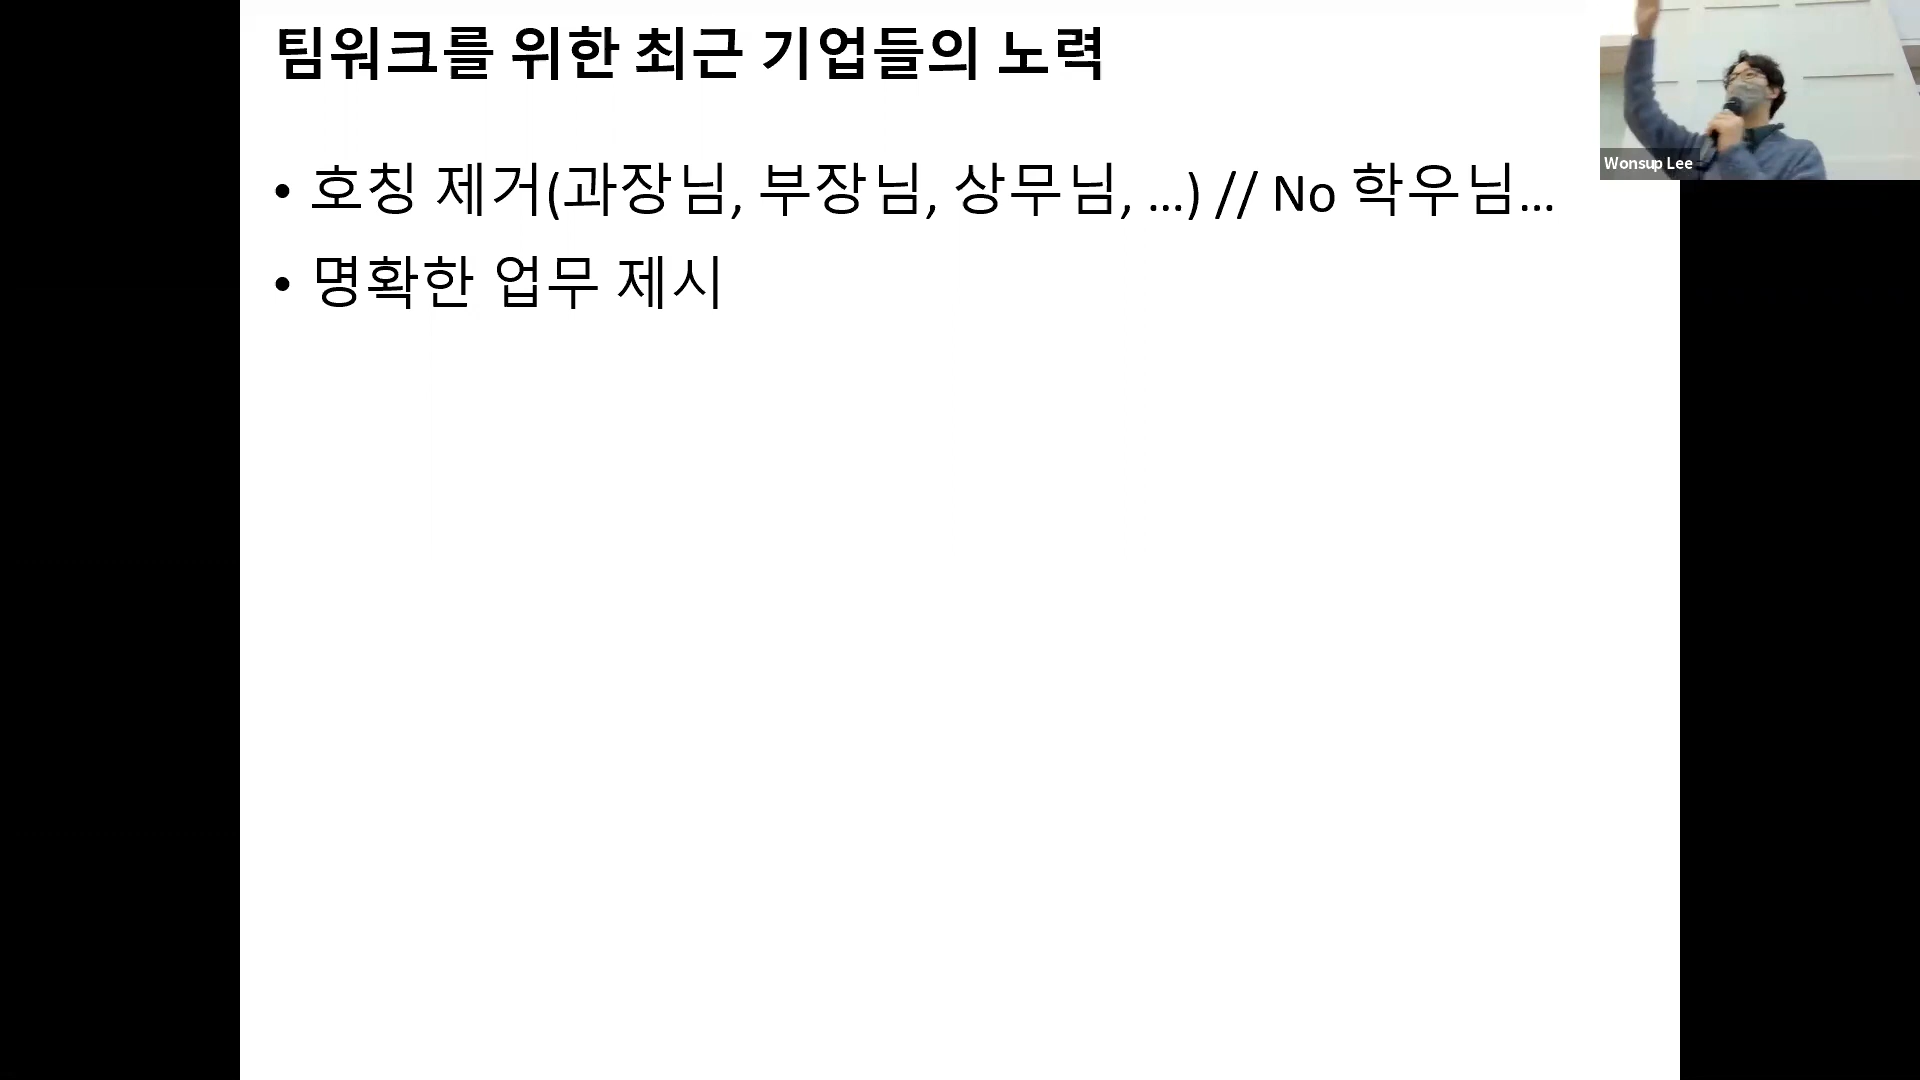 팀워크를 위한 최근 기업들의 노력
Wonsup Lee
• 호칭 제거(과장님, 부장님, 상무님, ...) // No 학우님...
• 명확한 업무 제시